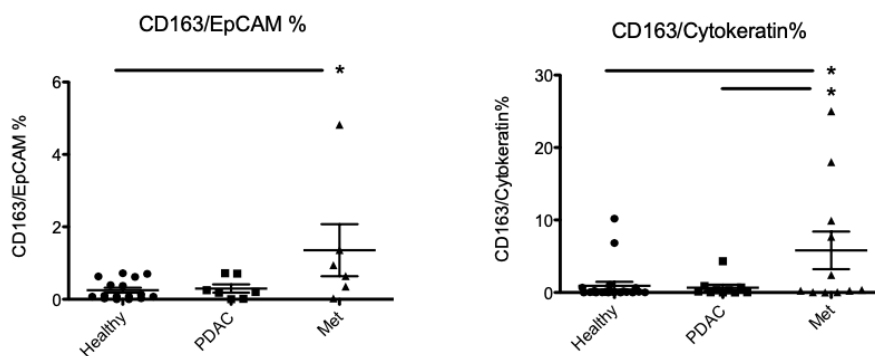 CD163/EpCAM %
*
CD163/EpCAM %
6
4
2
0
Healthy
PDAC
Met
CD163/Cytokeratin%
*
*
CD163/Cytokeratin%
30
20
10
0
Healthy
PDAC
Met